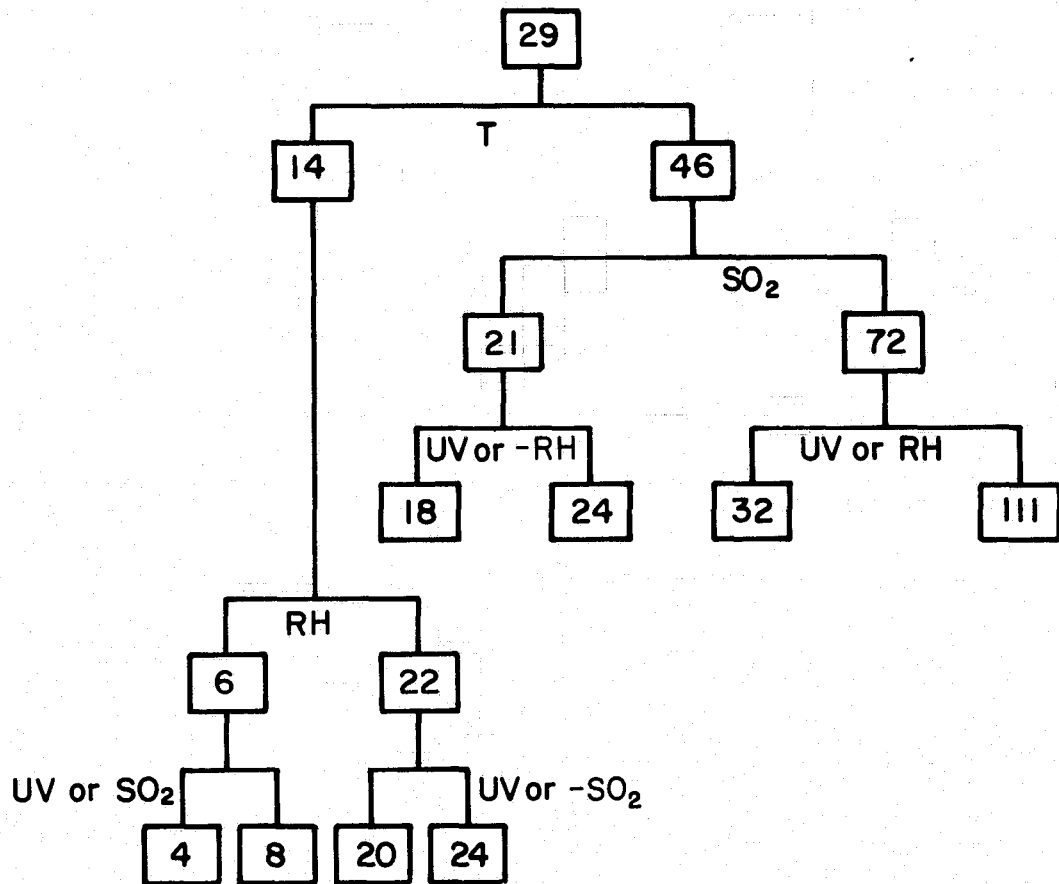 29
T
14 46
SO₂
21 72
UV or -RH UV or RH
18 24 32 111
RH
6 22
UV or SO₂ UV or -SO₂
4 8 20 24